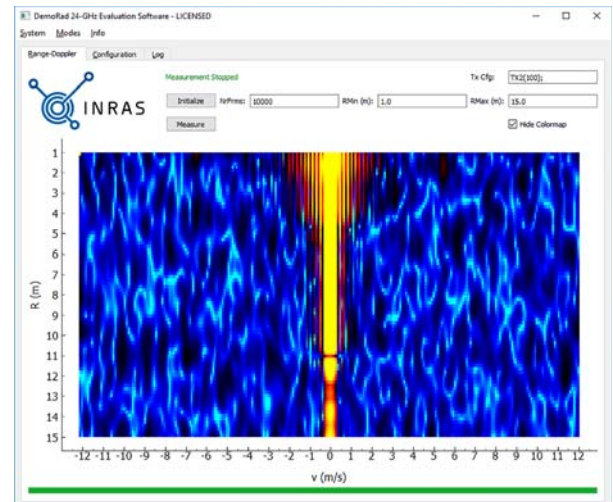 DemoRad 24-GHz Evaluation Software - LICENSED
System Modes Info
Range-Doppler Configuration Log
INRAS
Measurement Stopped Tx Cfg: TX2(100);
Initialize NrFrms: 10000 RMin (m): 1.0 RMax (m): 15.0
Measure Hide Colormap
1
2
3
4
5
6
7
8
9
10
11
12
13
14
15
R (m)
-12 -11 -10 -9 -8 -7 -6 -5 -4 -3 -2 -1 0 1 2 3 4 5 6 7 8 9 10 11 12
v (m/s)